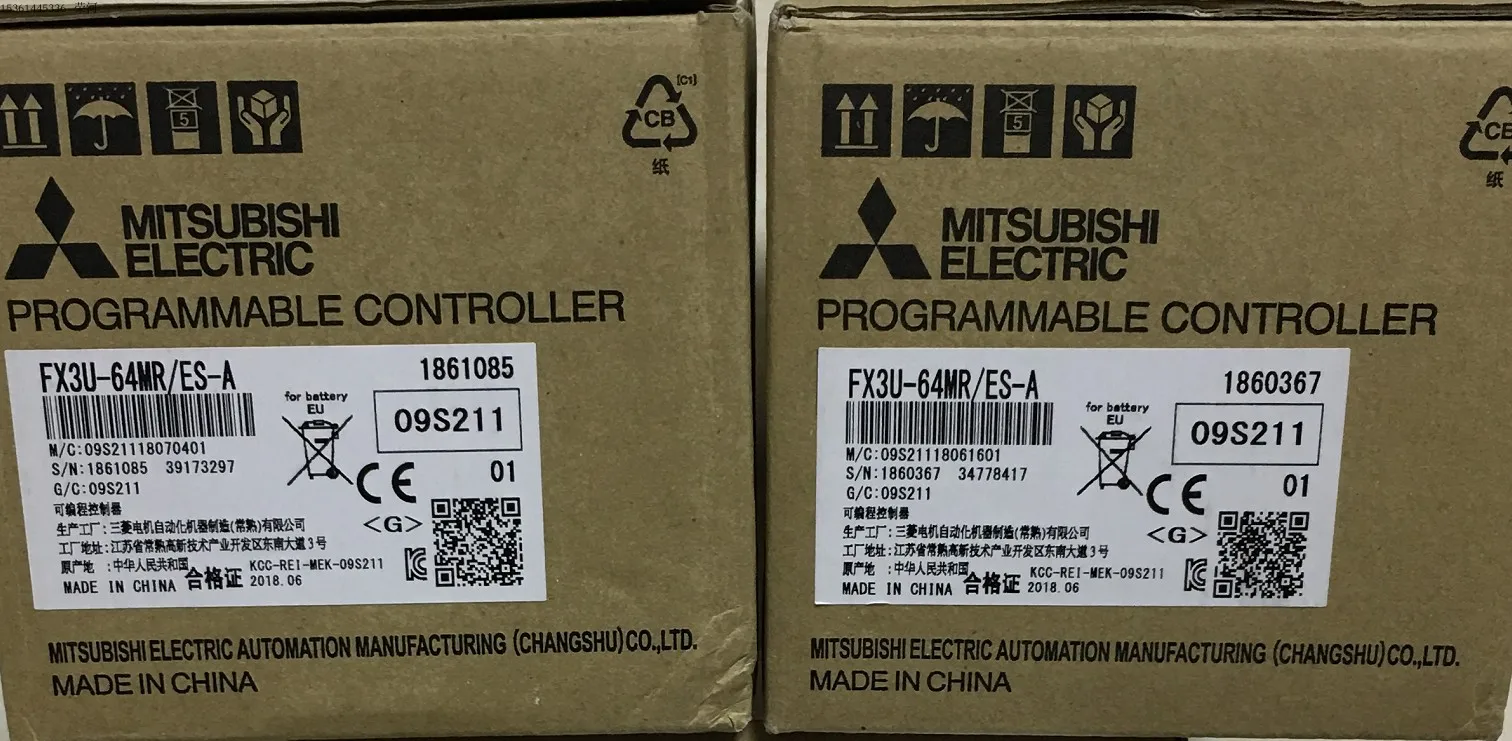 15361445336
[C1]
CB
纸
5
MITSUBISHI
ELECTRIC
PROGRAMMABLE CONTROLLER
FX3U-64MR/ES-A
1861085
for battery
EU
09S211
M/C:09S21118070401
S/N:1861085 39173297
G/C:09S211
01
CE
<G>
可编程控制器
生产工厂:三菱电机自动化机器制造(常熟)有限公司
工厂地址:江苏省常熟高新技术产业开发区东南大道3号
原产地 :中华人民共和国
KCC-REI-MEK-09S211
MADE IN CHINA 合格证 2018.06
MITSUBISHI ELECTRIC AUTOMATION MANUFACTURING (CHANGSHU)CO.,LTD.
MADE IN CHINA
5
CB
纸
MITSUBISHI
ELECTRIC
PROGRAMMABLE CONTROLLER
FX3U-64MR/ES-A
1860367
for battery
EU
09S211
M/C:09S21118061601
S/N:1860367 34778417
G/C:09S211
01
CE
<G>
可编程控制器
生产工厂:三菱电机自动化机器制造(常熟)有限公司
工厂地址:江苏省常熟高新技术产业开发区东南大道3号
原产地 :中华人民共和国
KCC-REI-MEK-09S211
MADE IN CHINA 合格证 2018.06
MITSUBISHI ELECTRIC AUTOMATION MANUFACTURING (CHANGSHU)CO.,LTD.
MADE IN CHINA